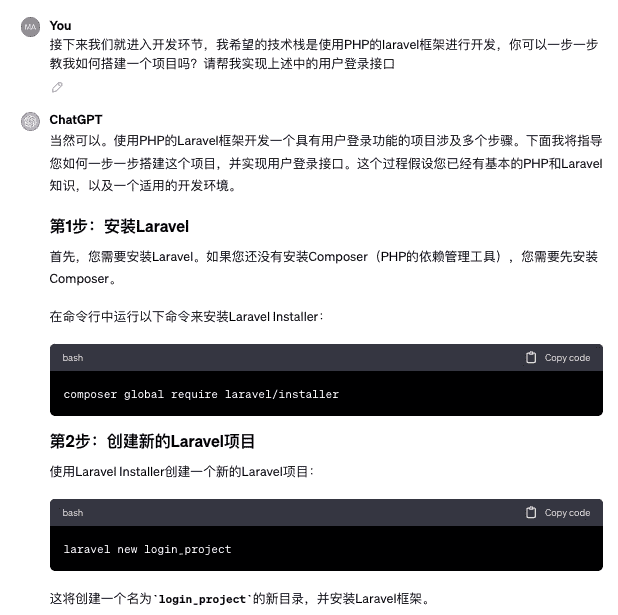 MA
You
接下来我们就进入开发环节，我希望的技术栈是使用PHP的laravel框架进行开发，你可以一步一步
教我如何搭建一个项目吗？请帮我实现上述中的用户登录接口
ChatGPT
当然可以。使用PHP的Laravel框架开发一个具有用户登录功能的项目涉及多个步骤。下面我将指导
您如何一步一步搭建这个项目，并实现用户登录接口。这个过程假设您已经有基本的PHP和Laravel
知识，以及一个适用的开发环境。
第1步：安装Laravel
首先，您需要安装Laravel。如果您还没有安装Composer（PHP的依赖管理工具），您需要先安装
Composer。
在命令行中运行以下命令来安装Laravel Installer：
bash
Copy code
composer global require laravel/installer
第2步：创建新的Laravel项目
使用Laravel Installer创建一个新的Laravel项目：
bash
Copy code
laravel new login_project
这将创建一个名为`login_project`的新目录，并安装Laravel框架。